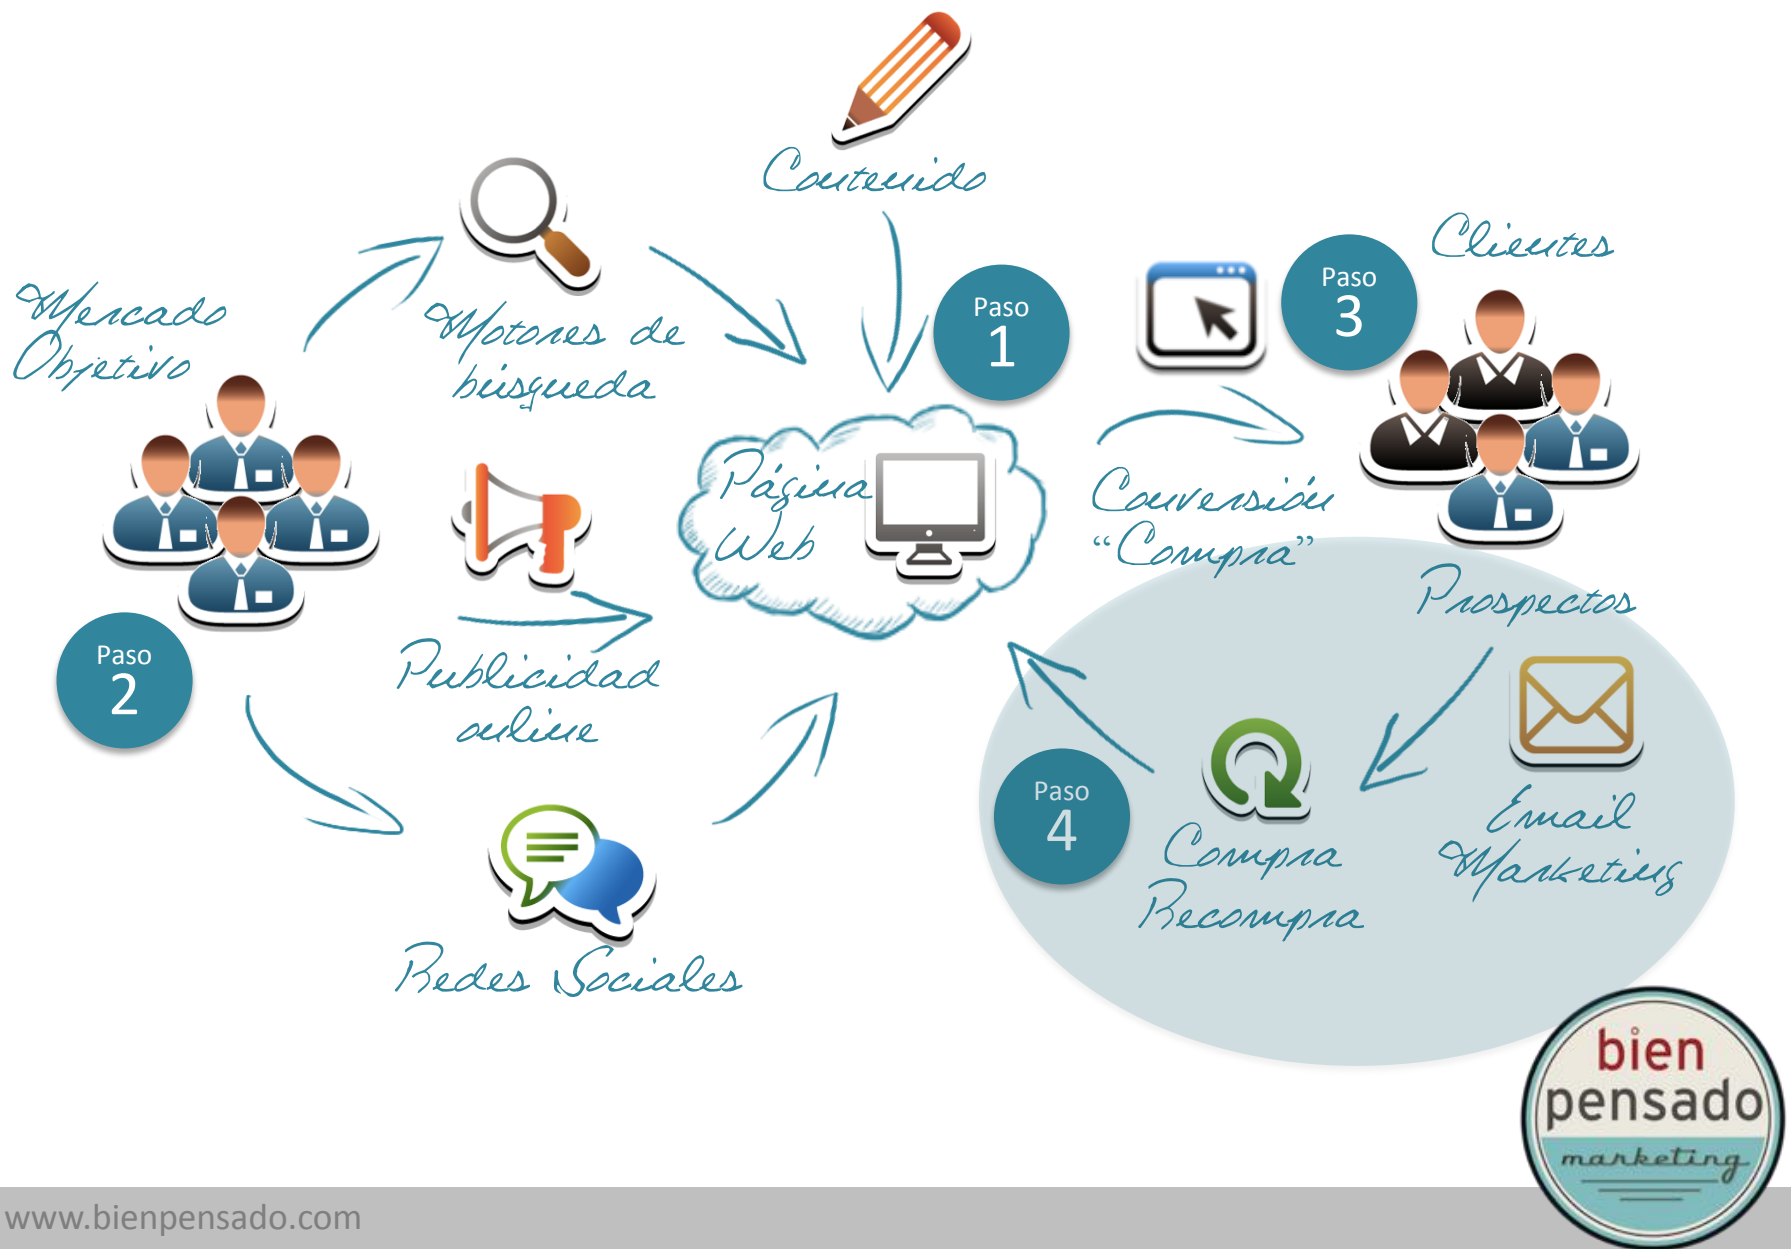 Contenido
Mercado
Objetivo
Motores de
búsqueda
Paso
1
Paso
3
Clientes
Página
Web
Conversión
“Compra”
Prospectos
Paso
2
Publicidad
online
Redes Sociales
Paso
4
Compra
Recompra
Email
Marketing
bien
pensado
marketing
www.bienpensado.com